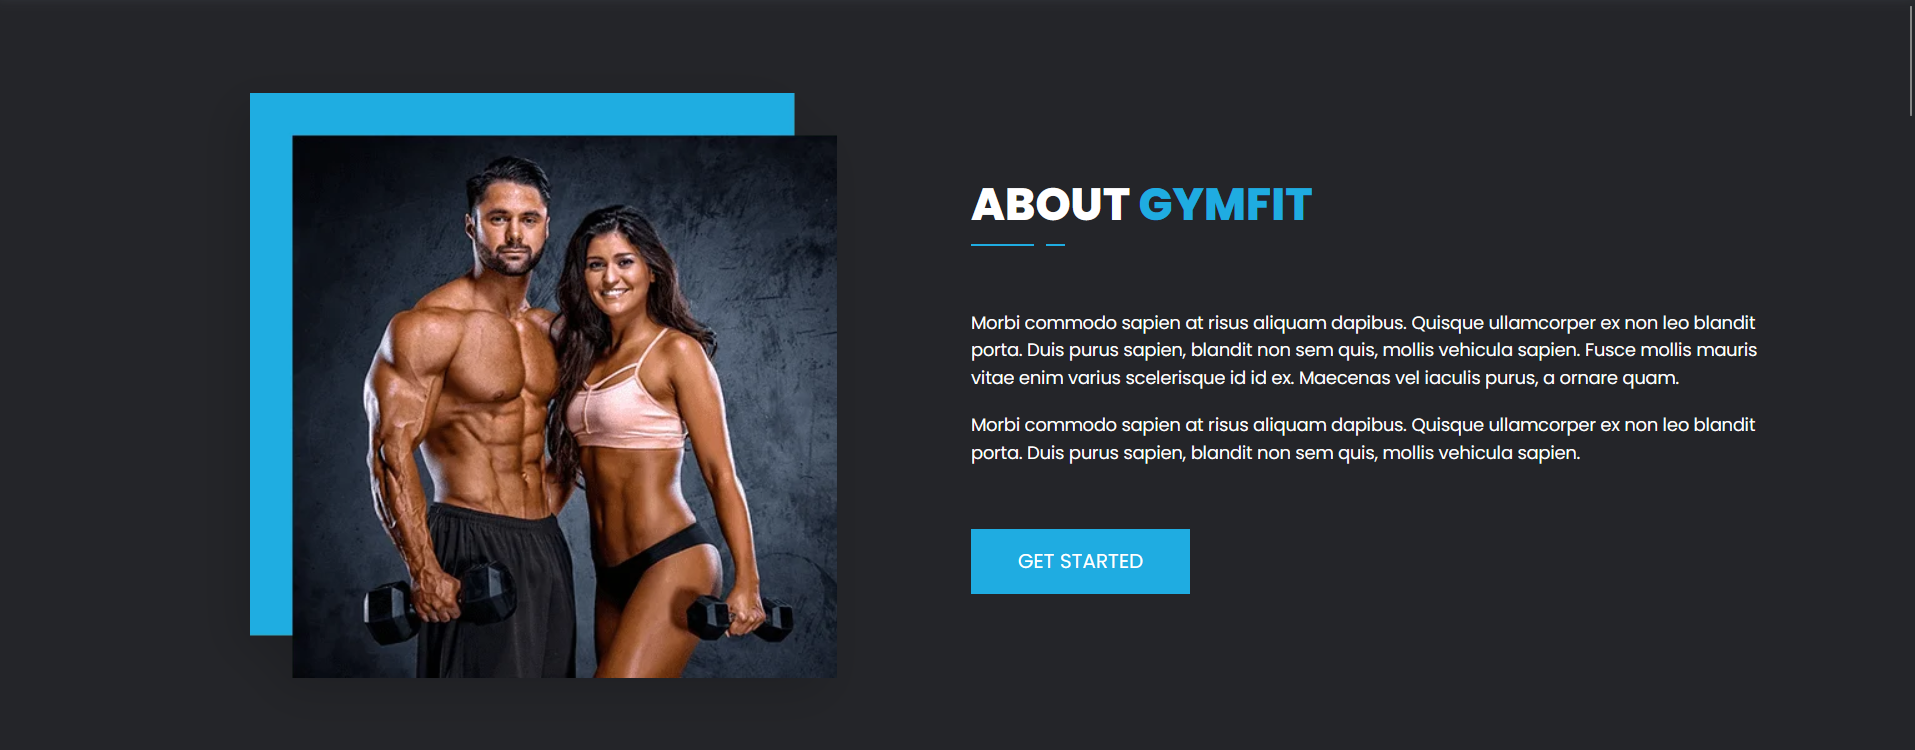 ABOUT GYMFIT
Morbi commodo sapien at risus aliquam dapibus. Quisque ullamcorper ex non leo blandit
porta. Duis purus sapien, blandit non sem quis, mollis vehicula sapien. Fusce mollis mauris
vitae enim varius scelerisque id id ex. Maecenas vel iaculis purus, a ornare quam.
Morbi commodo sapien at risus aliquam dapibus. Quisque ullamcorper ex non leo blandit
porta. Duis purus sapien, blandit non sem quis, mollis vehicula sapien.
GET STARTED